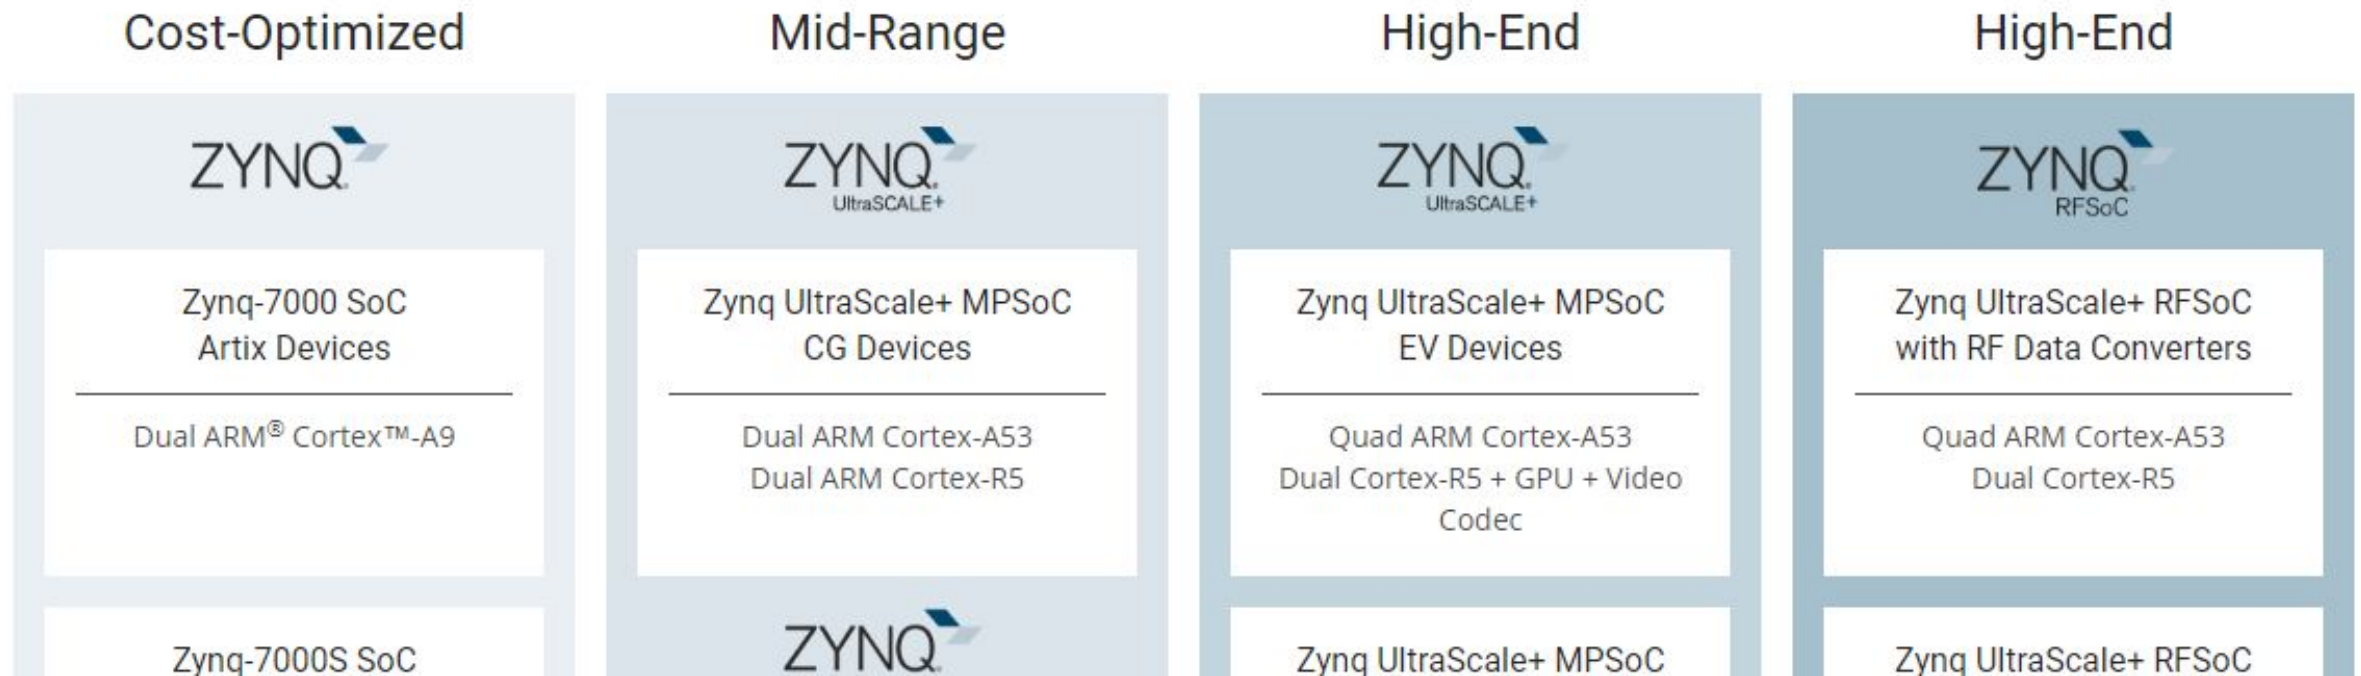 Cost-Optimized
ZYNQ
Zynq-7000 SoC
Artix Devices
Dual ARM® Cortex™-A9
Zynq-7000S SoC
Mid-Range
ZYNQ
UltraSCALE+
Zynq UltraScale+ MPSoC
CG Devices
Dual ARM Cortex-A53
Dual ARM Cortex-R5
ZYNQ
High-End
ZYNQ
UltraSCALE+
Zynq UltraScale+ MPSoC
EV Devices
Quad ARM Cortex-A53
Dual Cortex-R5 + GPU + Video
Codec
Zynq UltraScale+ MPSoC
High-End
ZYNQ
RFSoC
Zynq UltraScale+ RFSoC
with RF Data Converters
Quad ARM Cortex-A53
Dual Cortex-R5
Zynq UltraScale+ RFSoC